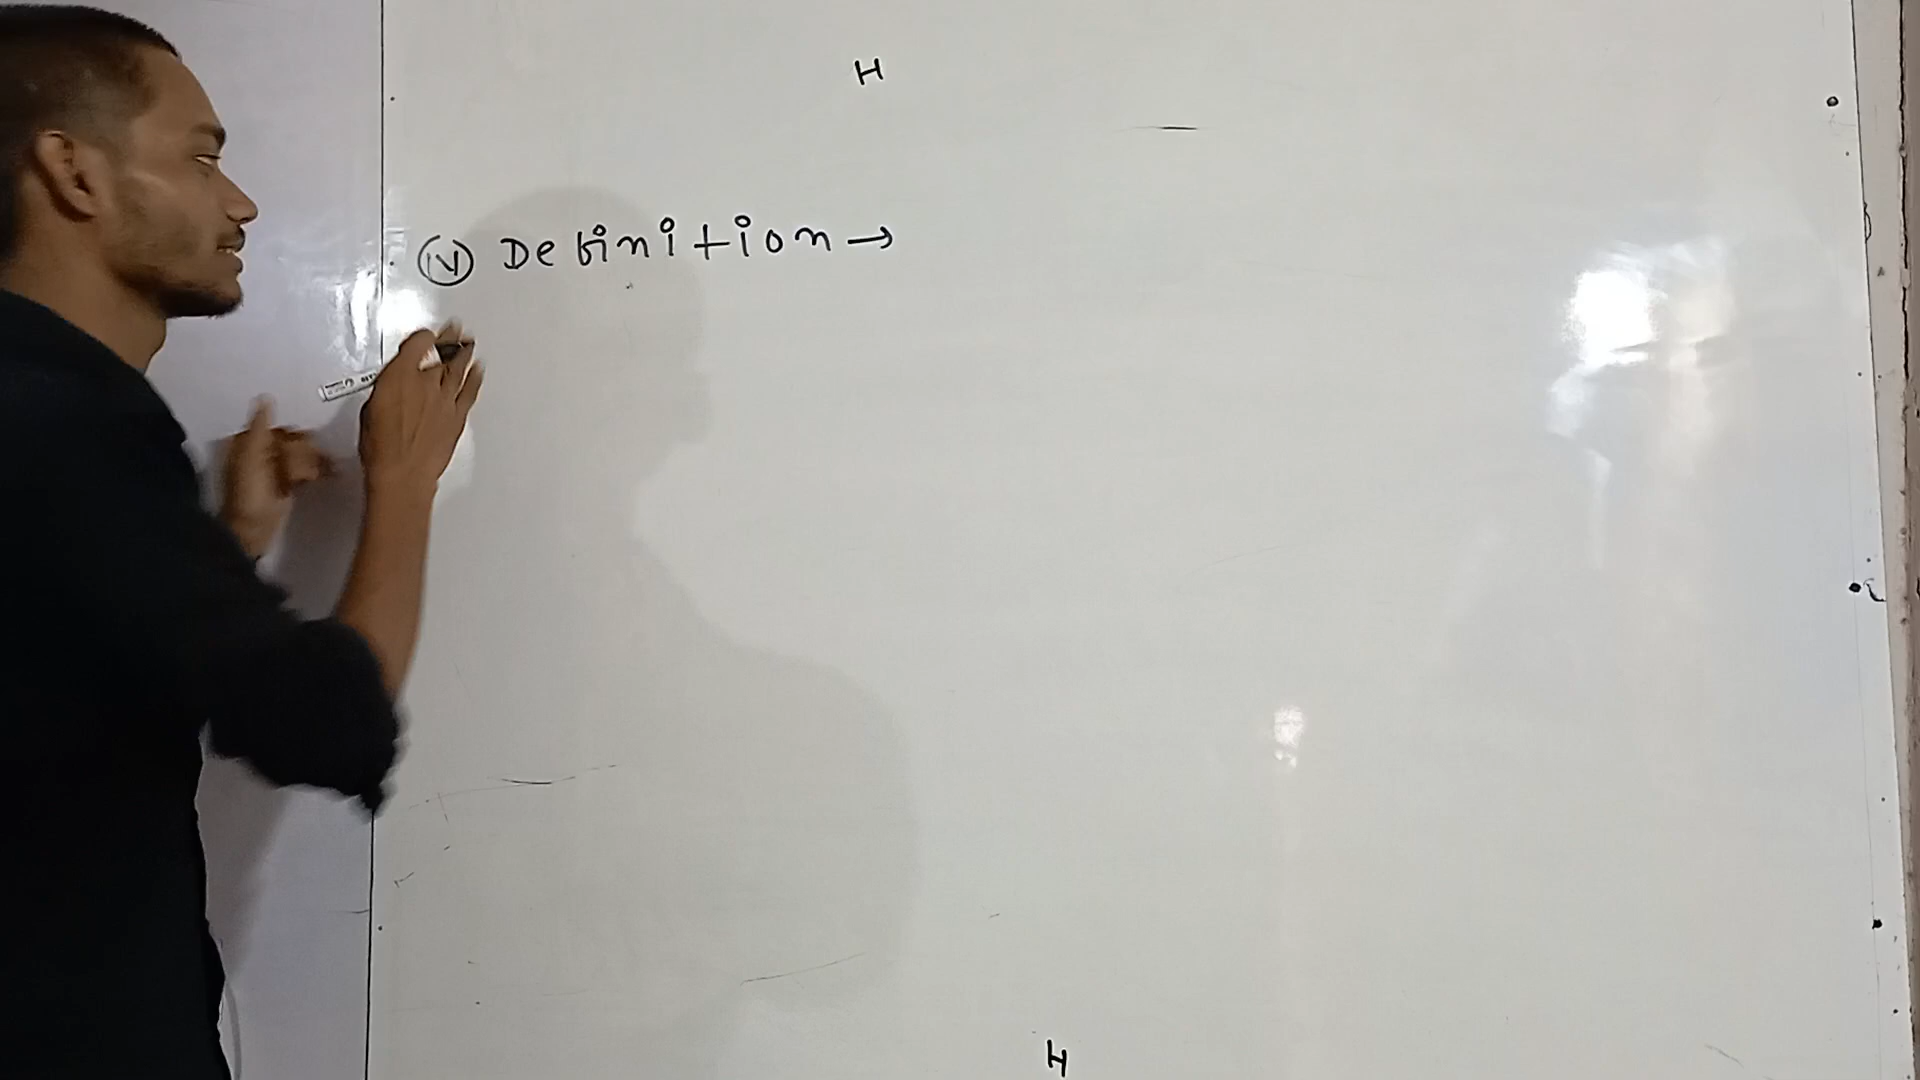 H
(iv) Definition →
H